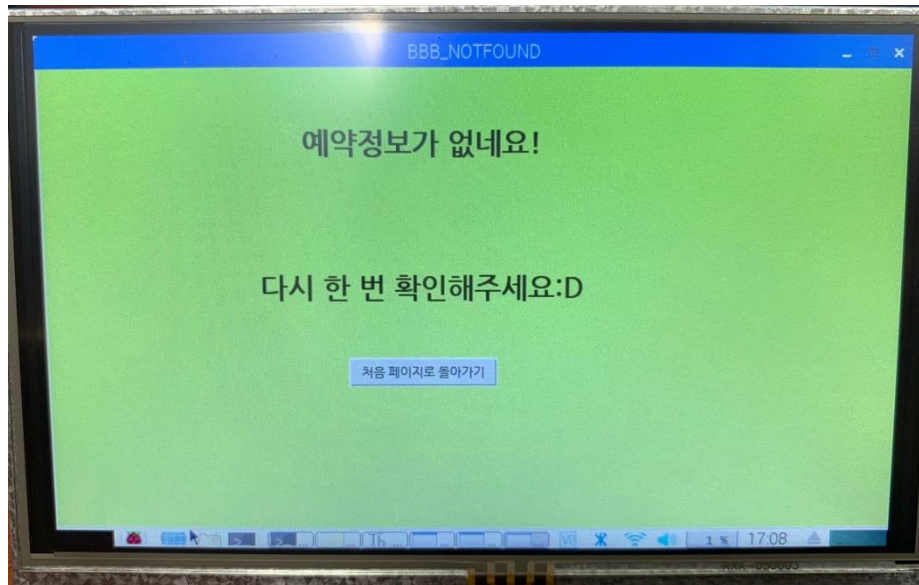 BBB_NOTFOUND
예약정보가 없네요!
다시 한 번 확인해주세요:D
처음 페이지로 돌아가기
1 % 17:08